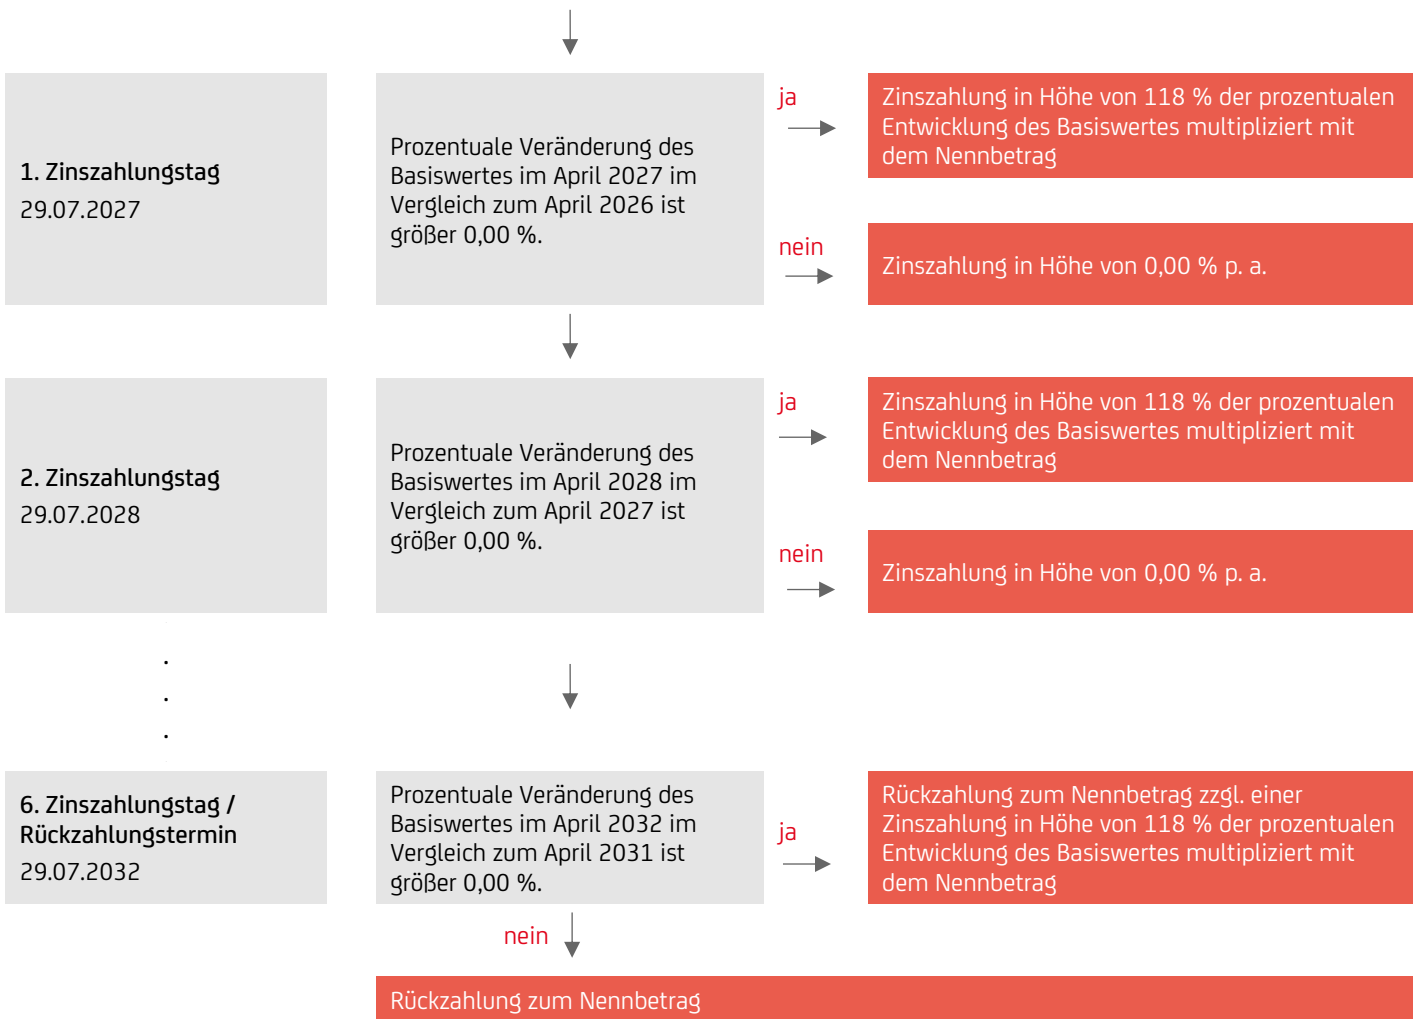 1. Zinszahlungstag
29.07.2027
Prozentuale Veränderung des
Basiswertes im April 2027 im
Vergleich zum April 2026 ist
größer 0,00 %.
ja
Zinszahlung in Höhe von 118 % der prozentualen
Entwicklung des Basiswertes multipliziert mit
dem Nennbetrag
nein
Zinszahlung in Höhe von 0,00 % p. a.
2. Zinszahlungstag
29.07.2028
Prozentuale Veränderung des
Basiswertes im April 2028 im
Vergleich zum April 2027 ist
größer 0,00 %.
ja
Zinszahlung in Höhe von 118 % der prozentualen
Entwicklung des Basiswertes multipliziert mit
dem Nennbetrag
nein
Zinszahlung in Höhe von 0,00 % p. a.
.
.
.
6. Zinszahlungstag /
Rückzahlungstermin
29.07.2032
Prozentuale Veränderung des
Basiswertes im April 2032 im
Vergleich zum April 2031 ist
größer 0,00 %.
ja
Rückzahlung zum Nennbetrag zzgl. einer
Zinszahlung in Höhe von 118 % der prozentualen
Entwicklung des Basiswertes multipliziert mit
dem Nennbetrag
nein
Rückzahlung zum Nennbetrag